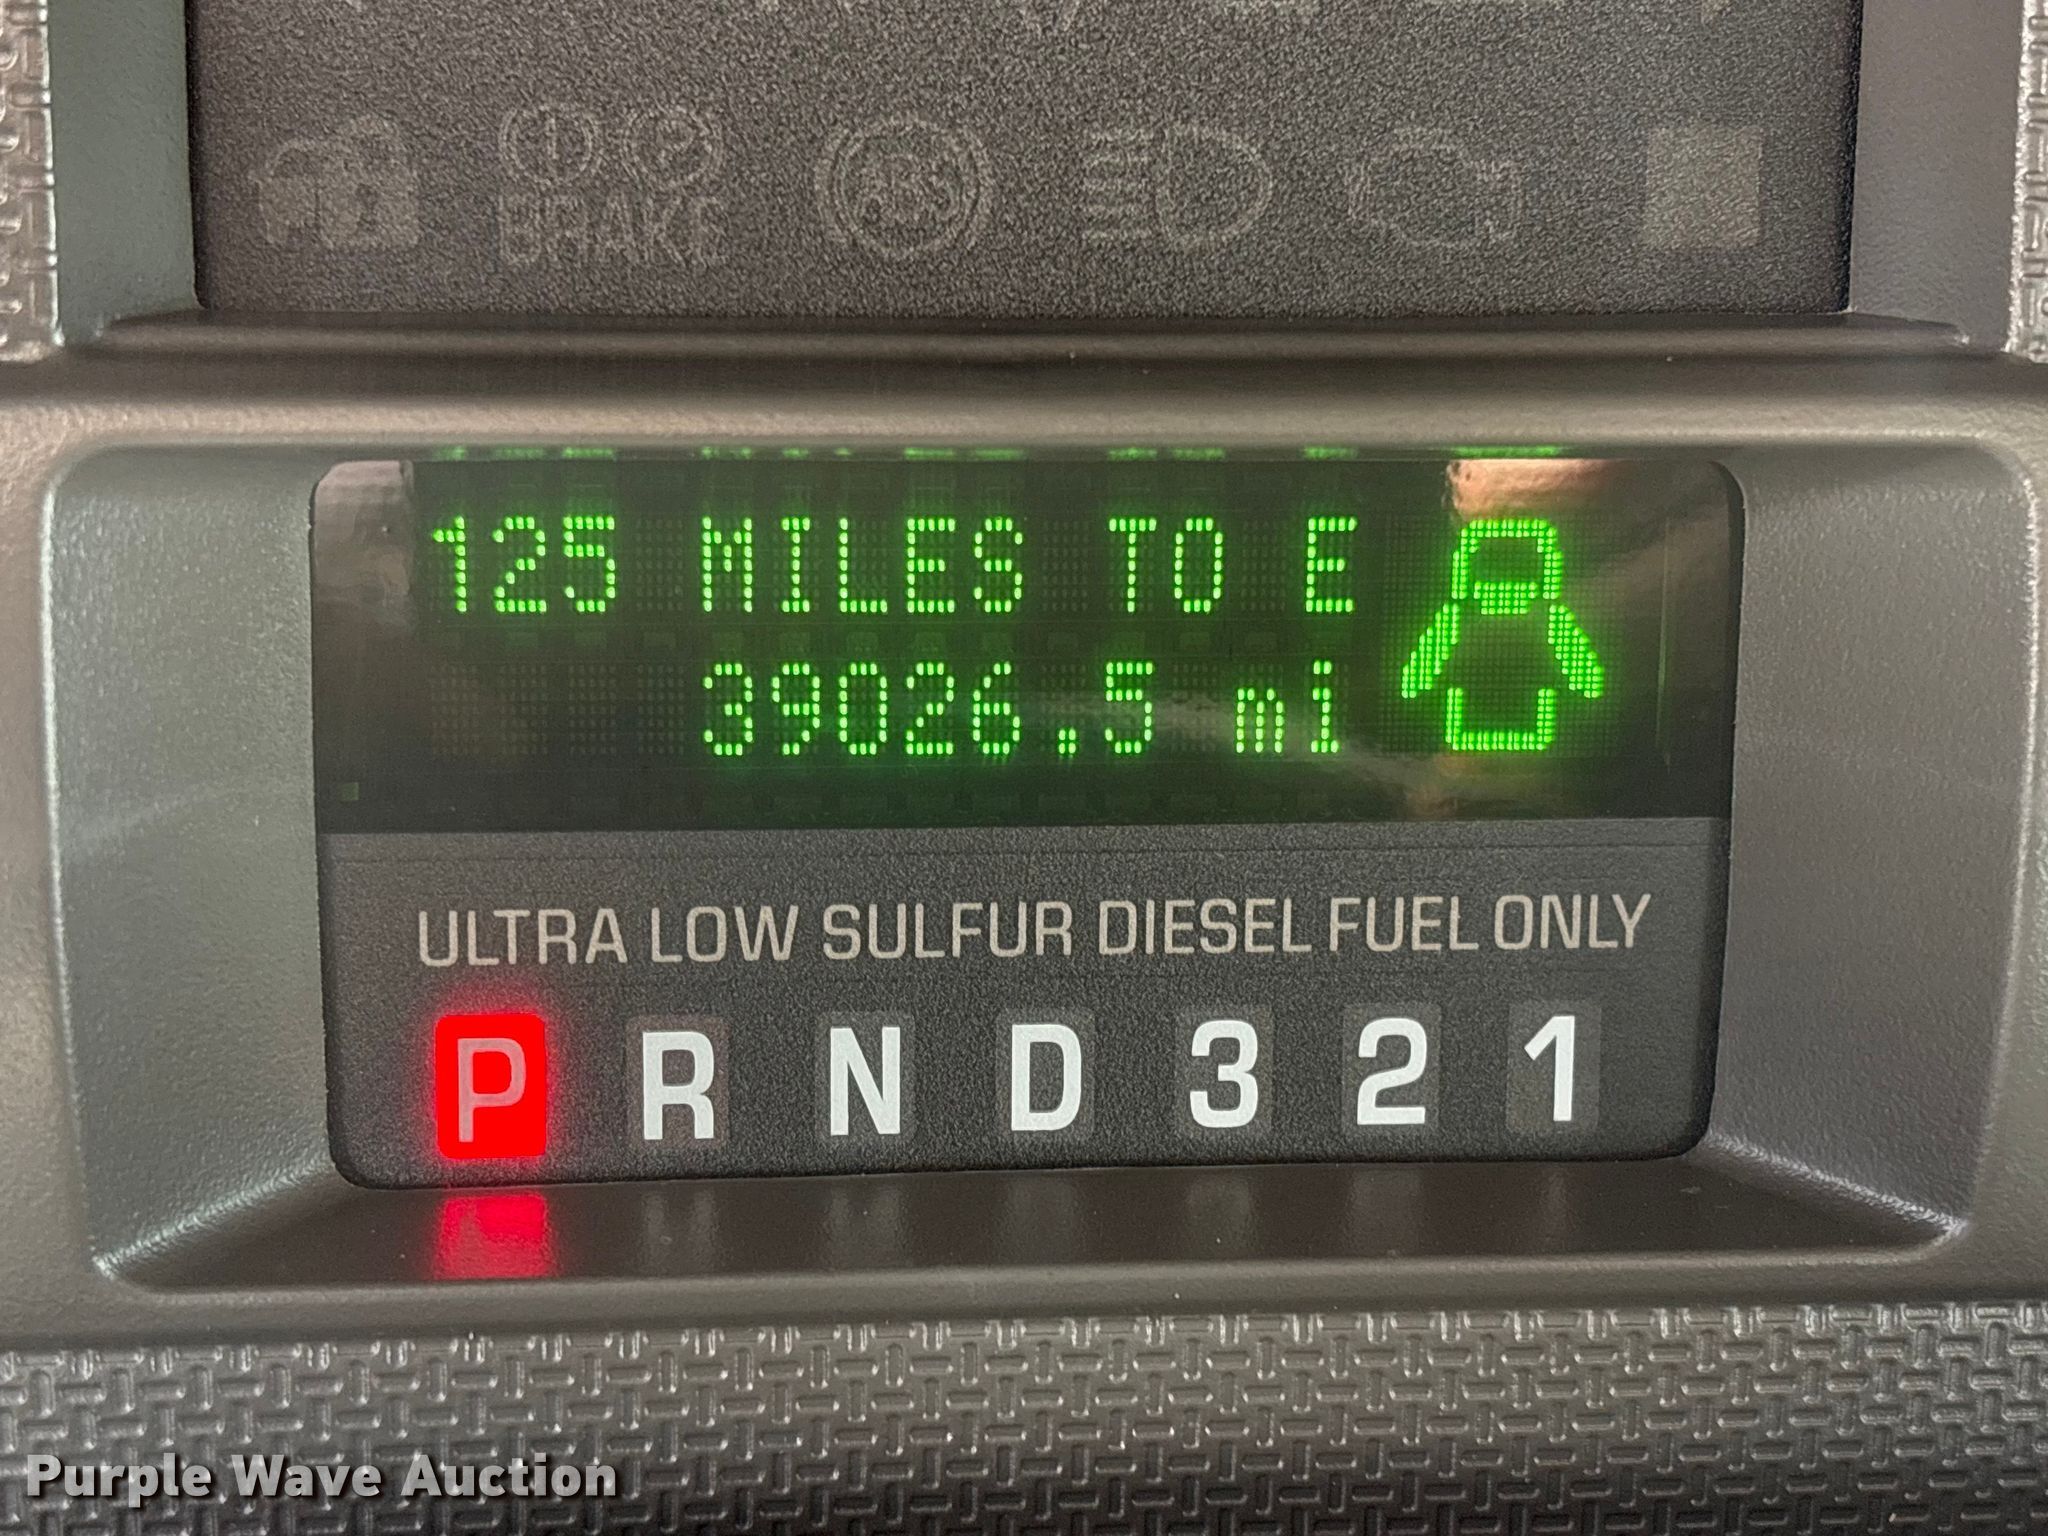 BRAKE
ABS
125 MILES TO E
39026.5 mi
ULTRA LOW SULFUR DIESEL FUEL ONLY
P R N D 3 2 1
Purple Wave Auction